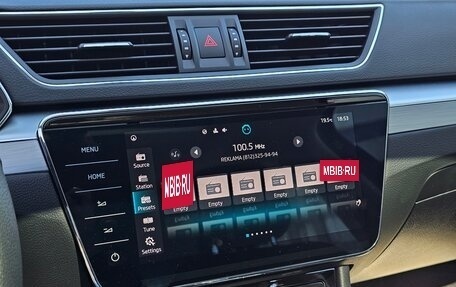 19.5°c 18:53
MENU
Source
100.5 MHz
REKLAMA (812)325-94-94
HOME
Station
MBIB.RU
MBIB.RU
Presets
Empty Empty Empty Empty Empty Empty
Tune
Settings